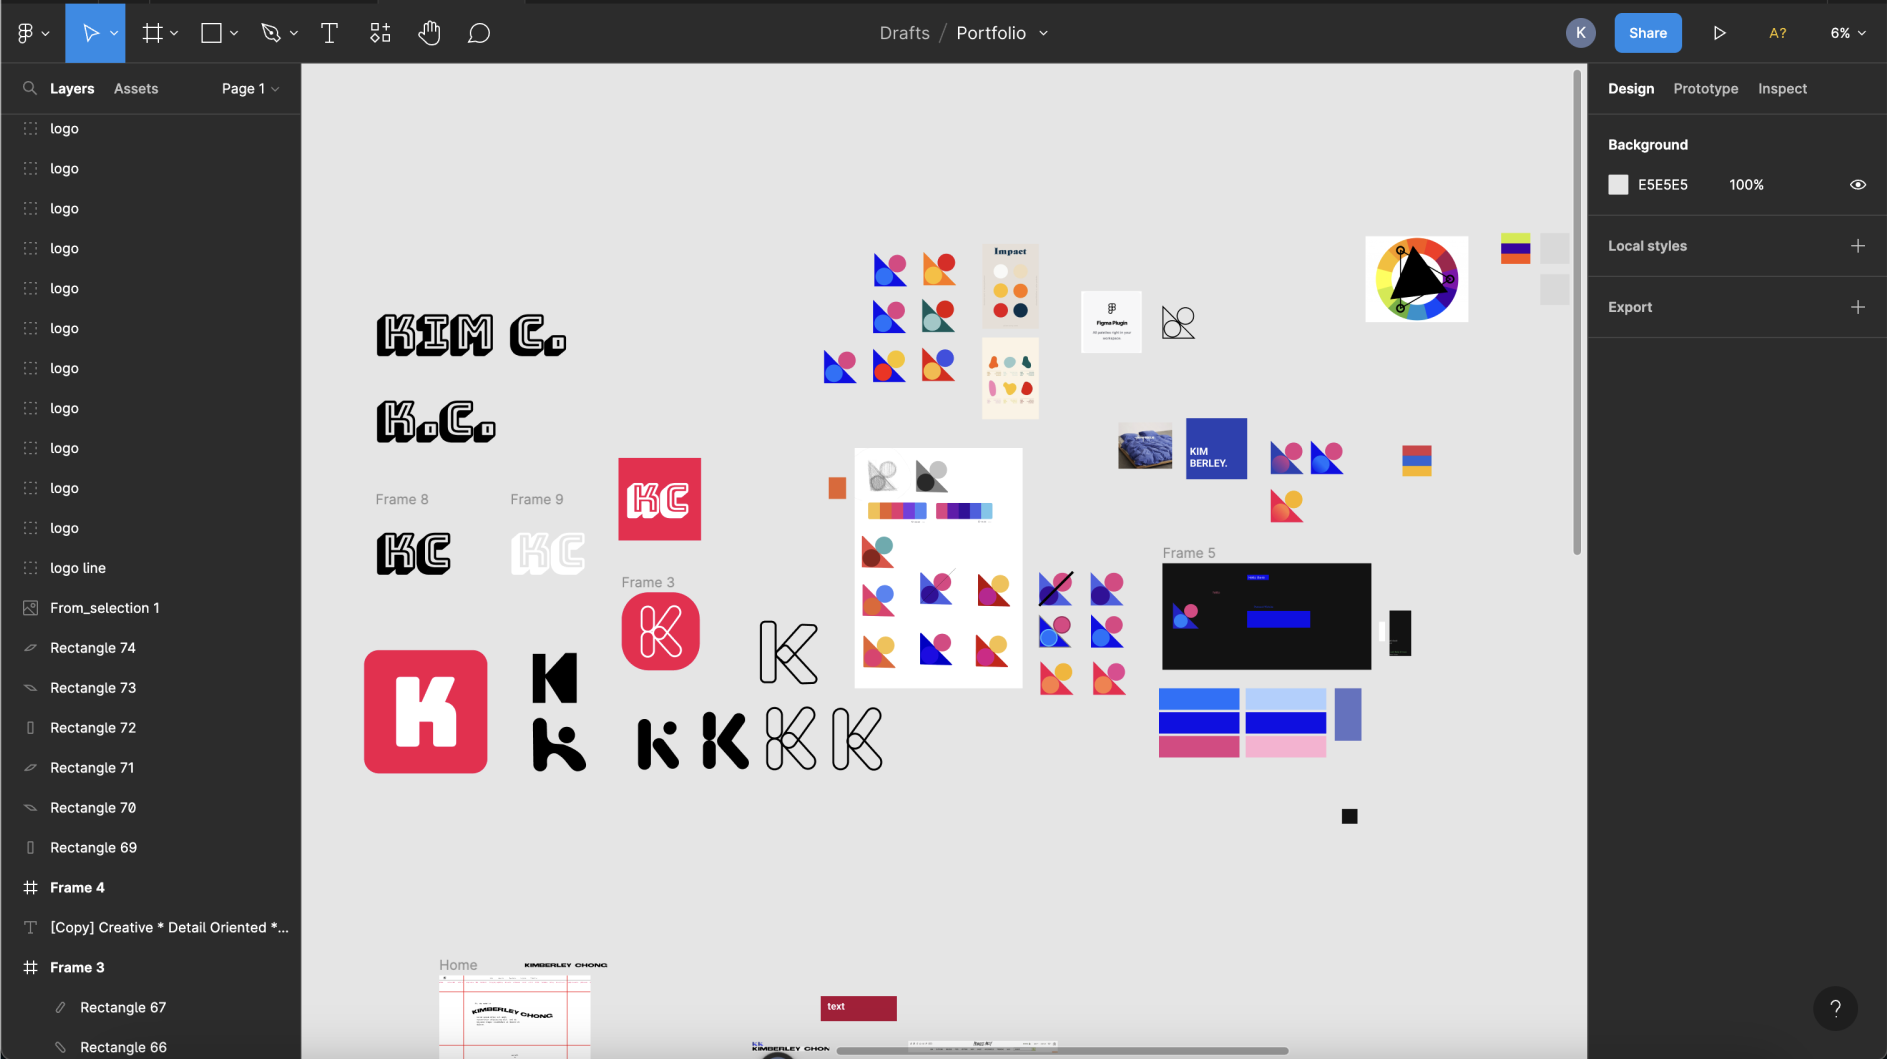 Drafts / Portfolio
K
Share
A?
6%
Layers
Assets
Page 1
logo
logo
logo
logo
logo
logo
logo
logo
logo
logo
logo
logo line
From_selection 1
Rectangle 74
Rectangle 73
Rectangle 72
Rectangle 71
Rectangle 70
Rectangle 69
Frame 4
[Copy] Creative * Detail Oriented *...
Frame 3
Rectangle 67
Rectangle 66
KIM C.
K.C.
Frame 8
Frame 9
KC
KC
KC
Frame 3
K
K
K
K
K
K
K
K
K
Impact
Figma Plugin
KIM
BERLEY.
Frame 5
Home
KIMBERLEY CHONG
KIMBERLEY CHONG
text
KIMBERLEY CHON
Design
Prototype
Inspect
Background
E5E5E5
100%
Local styles
Export
?